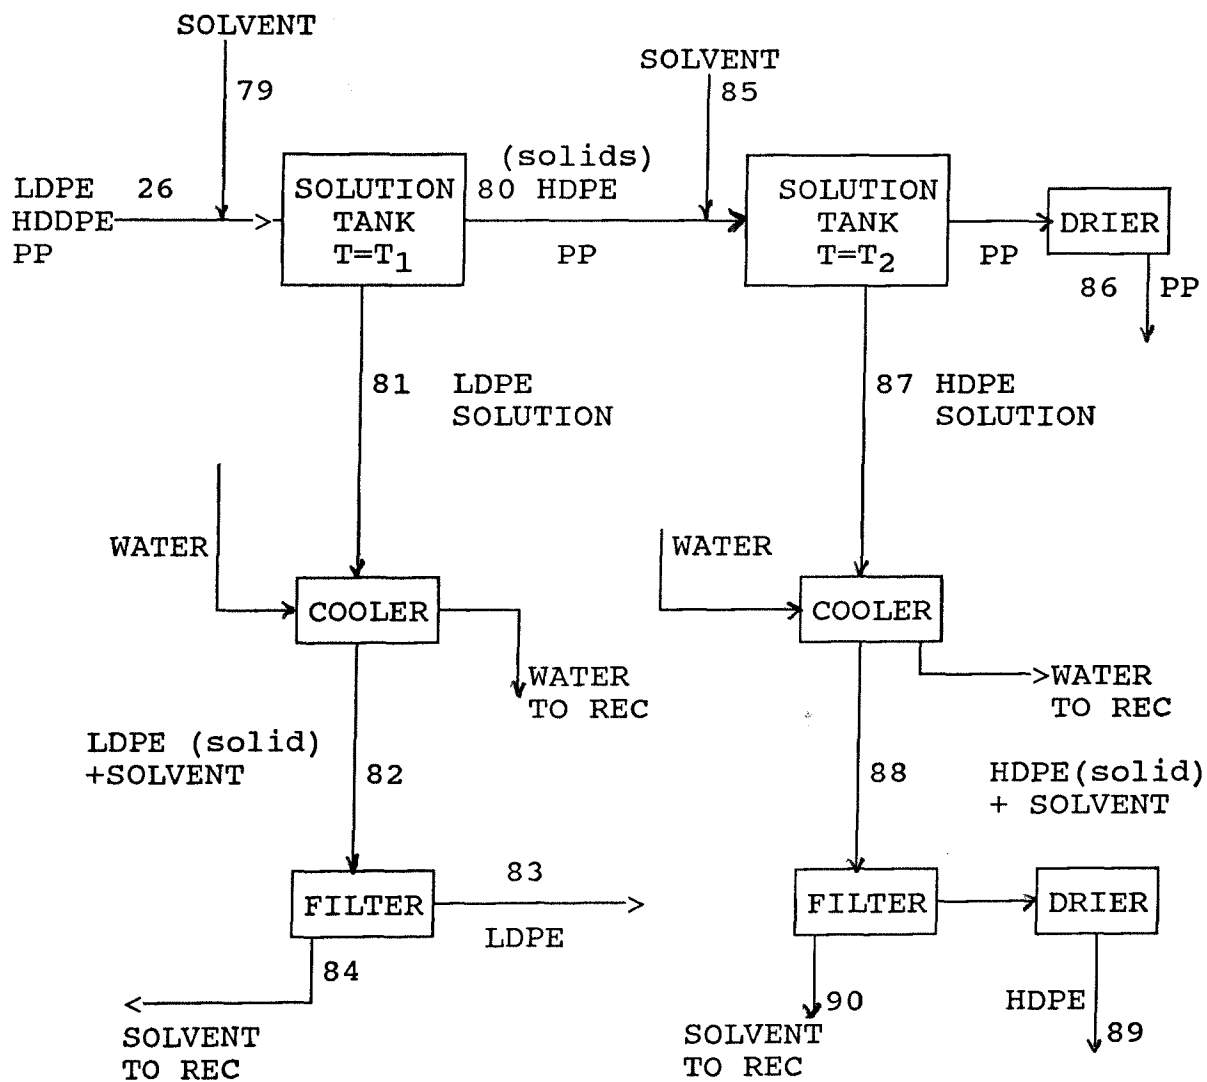 SOLVENT
79
SOLVENT
85
LDPE 26
HDDPE
PP
SOLUTION
TANK
T=T1
(solids)
80 HDPE
PP
SOLUTION
TANK
T=T2
PP
DRIER
86 PP
81 LDPE
SOLUTION
87 HDPE
SOLUTION
WATER
COOLER
WATER
TO REC
WATER
COOLER
WATER
TO REC
LDPE (solid)
+SOLVENT
82
88
HDPE(solid)
+ SOLVENT
FILTER
83
LDPE
84
SOLVENT
TO REC
FILTER
DRIER
90
SOLVENT
TO REC
HDPE
89